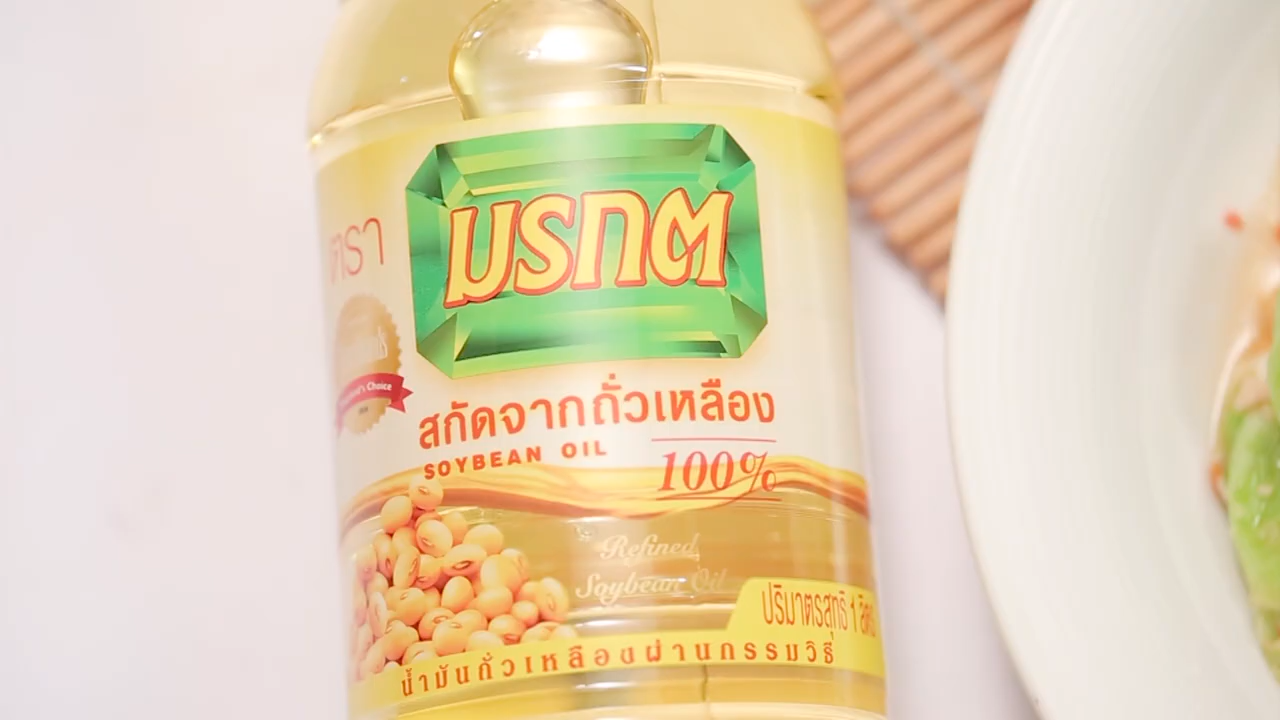 ตรา
มรกต
Choice
สกัดจากถั่วเหลือง
SOYBEAN OIL
100%
Refined
Soybean Oil
ปริมาตรสุทธิ 1 ลิตร
น้ำมันถั่วเหลืองผ่านกรรมวิธี